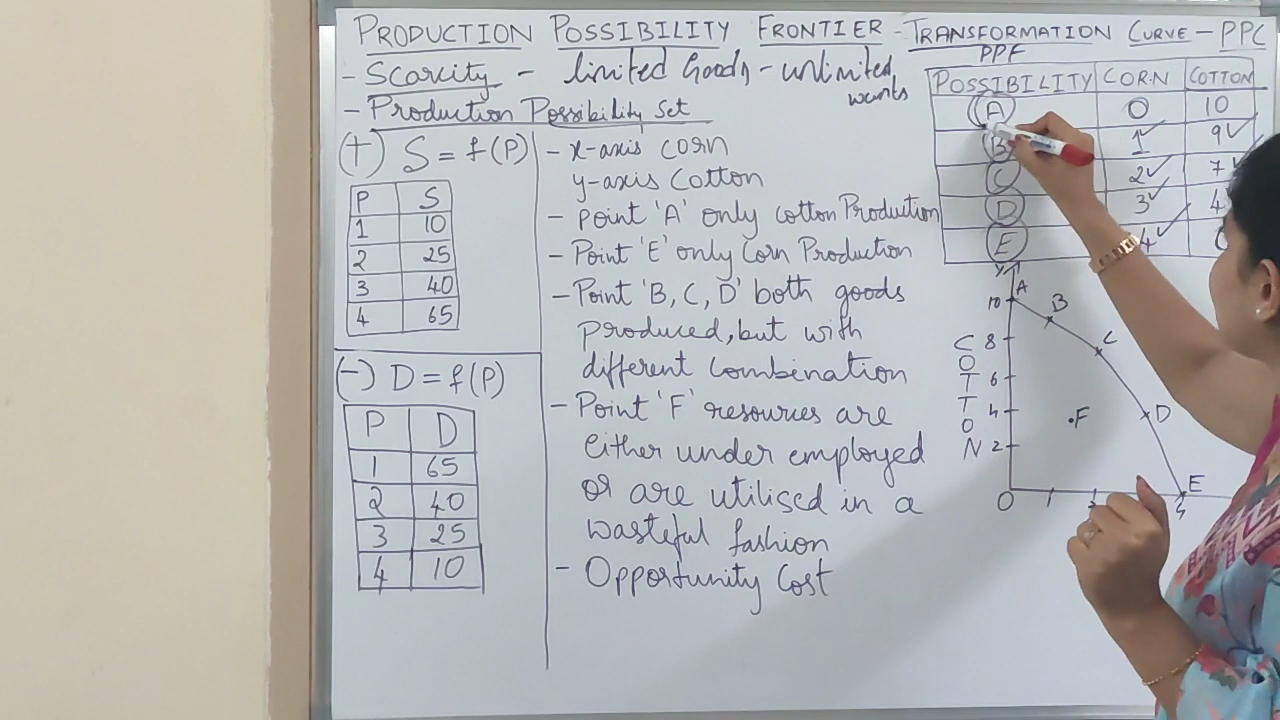 PRODUCTION POSSIBILITY FRONTIER - TRANSFORMATION CURVE - PPC
PPF
- Scarcity - limited Goods, - unlimited wants
- Production Possibility Set
(+) S = f(P)
P S
1 10
2 25
3 40
4 65
(-) D = f(P)
P D
1 65
2 40
3 25
4 10
- x-axis corn
y-axis Cotton
- point 'A' only cotton Production
- Point 'E' only Corn Production
- Point 'B, C, D' both goods
produced, but with
different Combination
- Point 'F' resources are
either under employed
or are utilised in a
wasteful fashion
- Opportunity Cost
POSSIBILITY CORN COTTON
A 0 10
B 1 9
C 2 7
D 3 4
E 4
Y
10 A
B
8 C
6
4 F D
2
COTTON
0 1 2 4 E